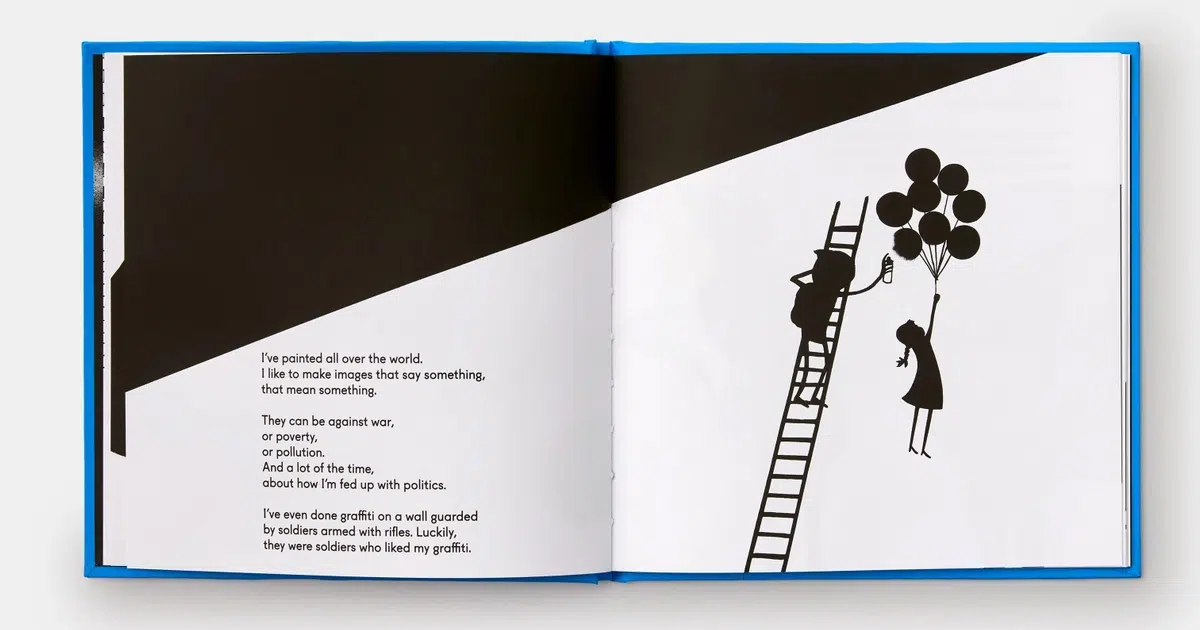 I've painted all over the world.
I like to make images that say something,
that mean something.
They can be against war,
or poverty,
or pollution.
And a lot of the time,
about how I'm fed up with politics.
I've even done graffiti on a wall guarded
by soldiers armed with rifles. Luckily,
they were soldiers who liked my graffiti.